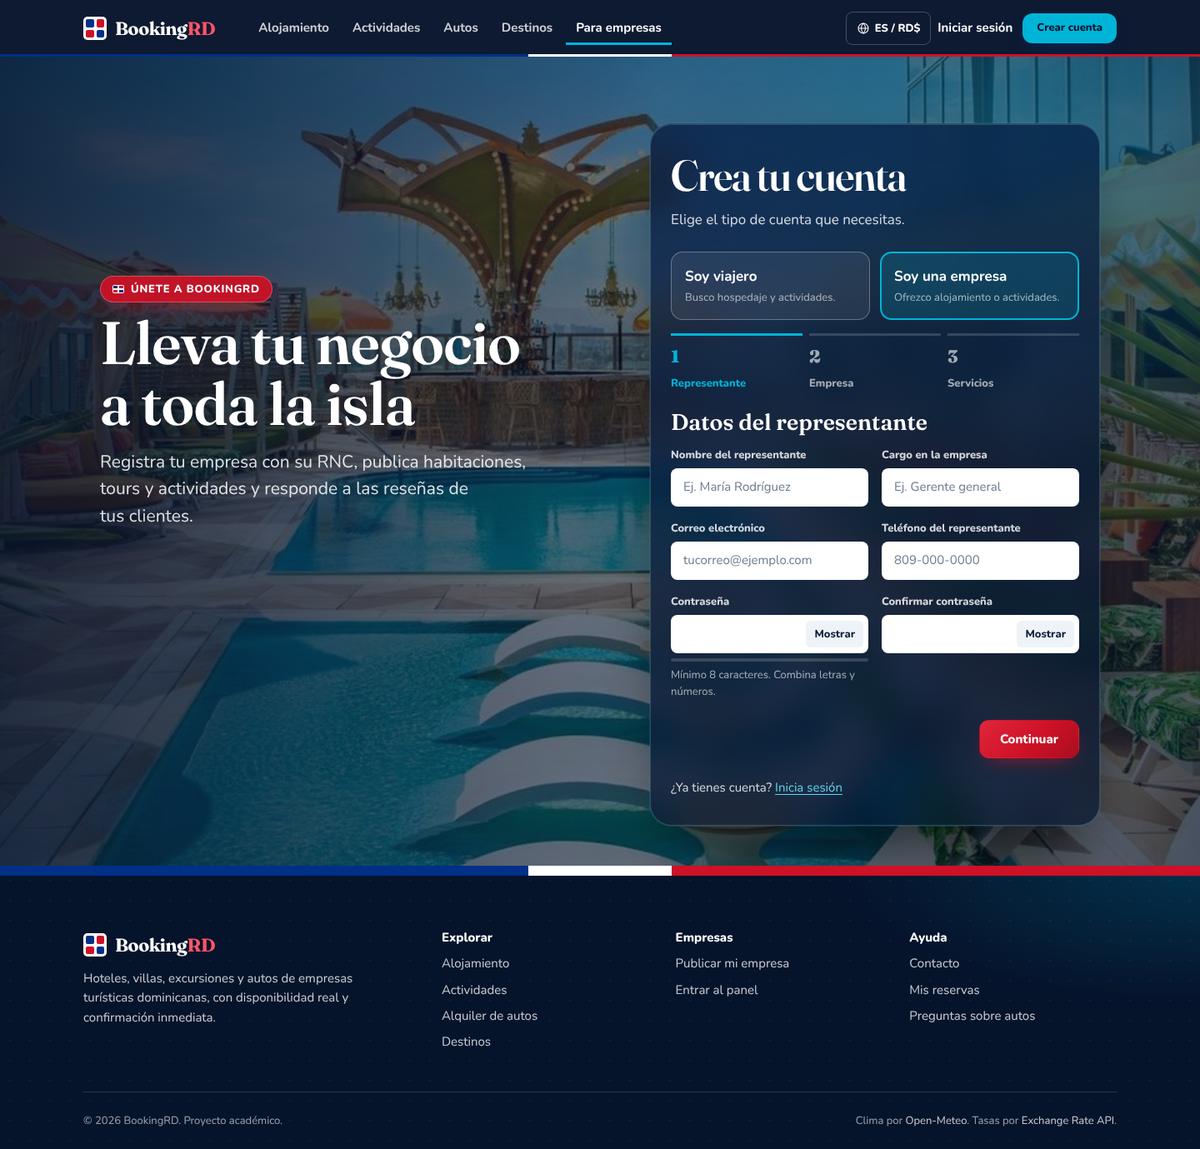 BookingRD
Alojamiento
Actividades
Autos
Destinos
Para empresas
ES / RD$
Iniciar sesión
Crear cuenta
ÚNETE A BOOKINGRD
Lleva tu negocio
a toda la isla
Registra tu empresa con su RNC, publica habitaciones,
tours y actividades y responde a las reseñas de
tus clientes.
Crea tu cuenta
Elige el tipo de cuenta que necesitas.
Soy viajero
Busco hospedaje y actividades.
Soy una empresa
Ofrezco alojamiento o actividades.
1
Representante
2
Empresa
3
Servicios
Datos del representante
Nombre del representante
Ej. María Rodríguez
Cargo en la empresa
Ej. Gerente general
Correo electrónico
tucorreo@ejemplo.com
Teléfono del representante
809-000-0000
Contraseña
Mostrar
Mínimo 8 caracteres. Combina letras y
números.
Confirmar contraseña
Mostrar
Continuar
¿Ya tienes cuenta? Inicia sesión
BookingRD
Hoteles, villas, excursiones y autos de empresas
turísticas dominicanas, con disponibilidad real y
confirmación inmediata.
Explorar
Alojamiento
Actividades
Alquiler de autos
Destinos
Empresas
Publicar mi empresa
Entrar al panel
Ayuda
Contacto
Mis reservas
Preguntas sobre autos
© 2026 BookingRD. Proyecto académico.
Clima por Open-Meteo. Tasas por Exchange Rate API.